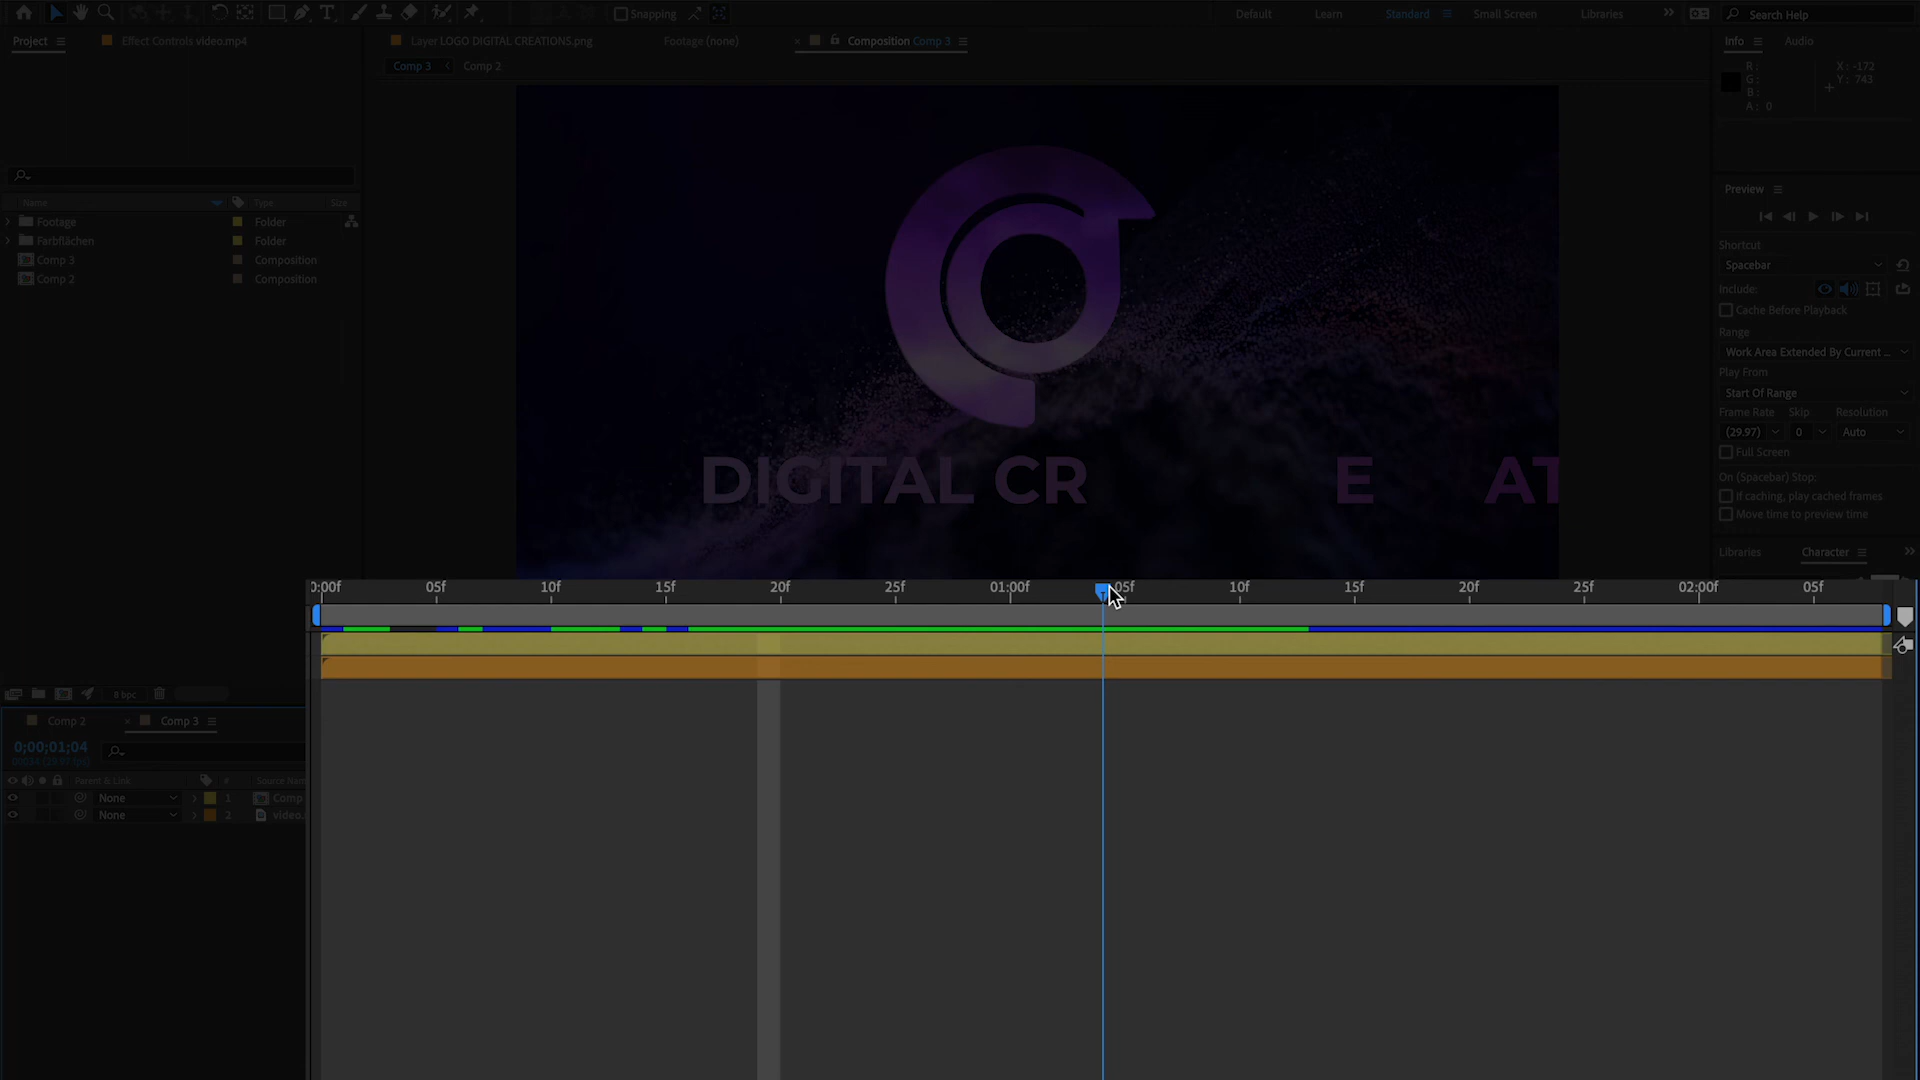 Snapping
Default
Learn
Standard
Small Screen
Libraries
Search Help
Project
Effect Controls video.mp4
Layer LOGO DIGITAL CREATIONS.png
Footage (none)
Composition Comp 3
Info
Audio
Comp 3
Comp 2
R:
G:
B:
A: 0
X: -172
Y: 743
Preview
Name
Type
Size
Footage
Folder
Farbflächen
Folder
Comp 3
Composition
Comp 2
Composition
Shortcut
Spacebar
Include:
Cache Before Playback
Range
Work Area Extended By Current ...
Play From
Start Of Range
Frame Rate
Skip
Resolution
(29.97)
0
Auto
Full Screen
On (Spacebar) Stop:
If caching, play cached frames
Move time to preview time
DIGITAL CR E AT
Libraries
Character
0:00f 05f 10f 15f 20f 25f 01:00f 05f 10f 15f 20f 25f 02:00f 05f
8 bpc
Comp 2
Comp 3
0;00;01;04
Parent & Link
#
Source Nam
None
1
Comp
None
2
video.